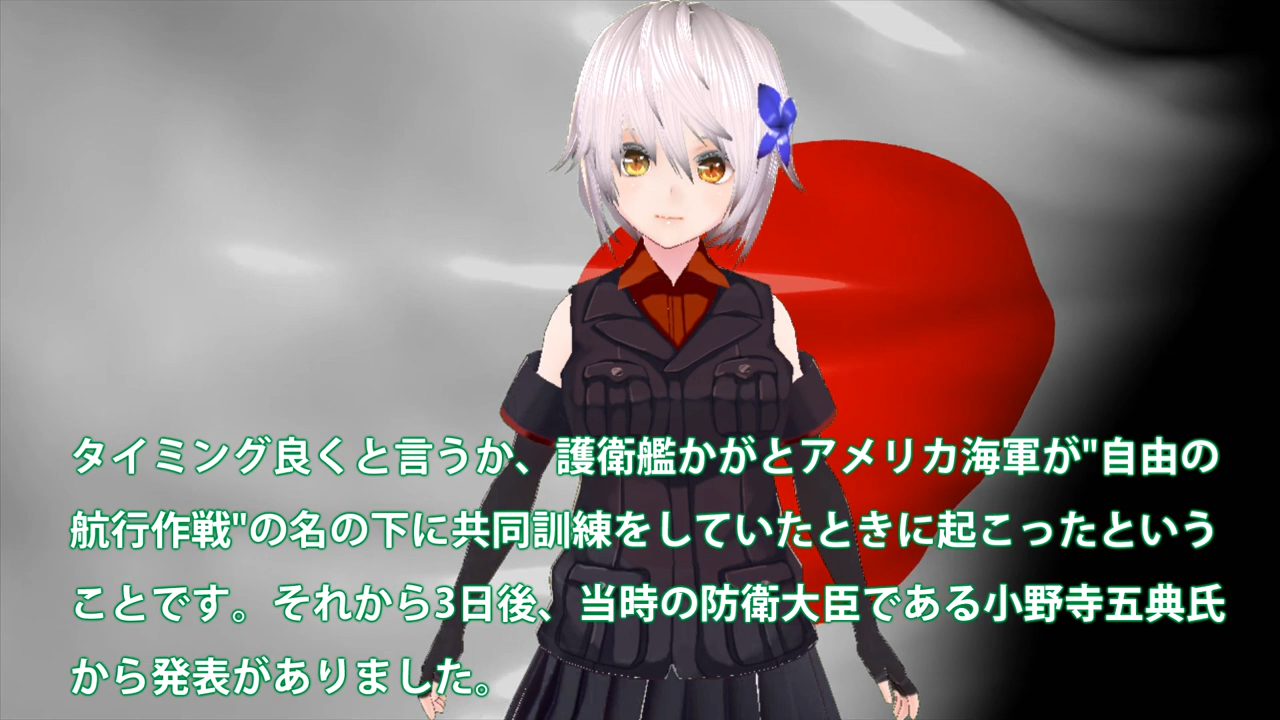 タイミング良くと言うか、護衛艦かがとアメリカ海軍が"自由の
航行作戦"の名の下に共同訓練をしていたときに起こったという
ことです。それから3日後、当時の防衛大臣である小野寺五典氏
から発表がありました。